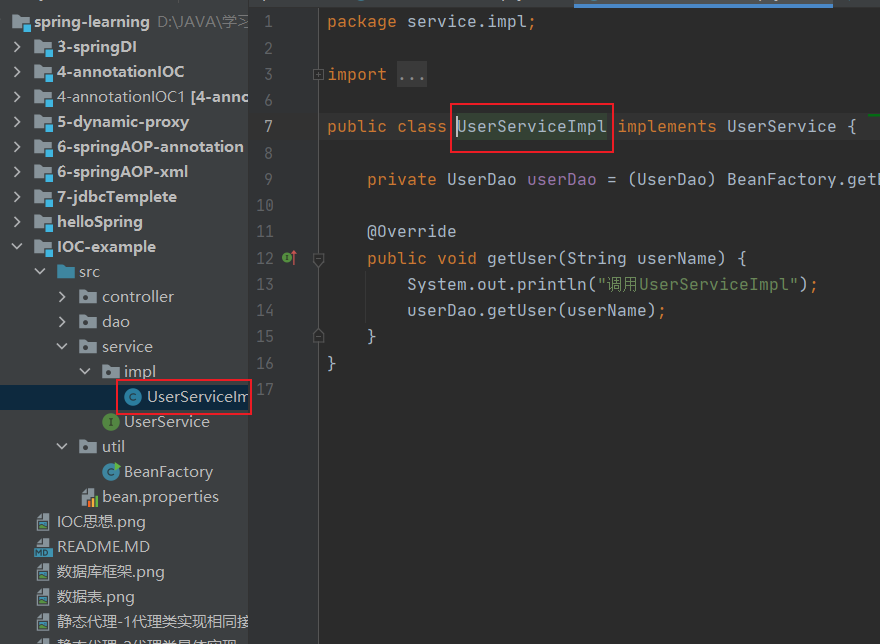 spring-learning D:\JAVA\学习
3-springDI
4-annotationIOC
4-annotationIOC1 [4-anno
5-dynamic-proxy
6-springAOP-annotation
6-springAOP-xml
7-jdbcTemplete
helloSpring
IOC-example
src
controller
dao
service
impl
UserServiceIm
UserService
util
BeanFactory
bean.properties
IOC思想.png
README.MD
数据库框架.png
数据表.png
静态代理-1代理类实现相同接
1 package service.impl;
2
3 import ...
6
7 public class UserServiceImpl implements UserService {
8
9 private UserDao userDao = (UserDao) BeanFactory.getB
10
11 @Override
12 public void getUser(String userName) {
13 System.out.println("调用UserServiceImpl");
14 userDao.getUser(userName);
15 }
16 }
17